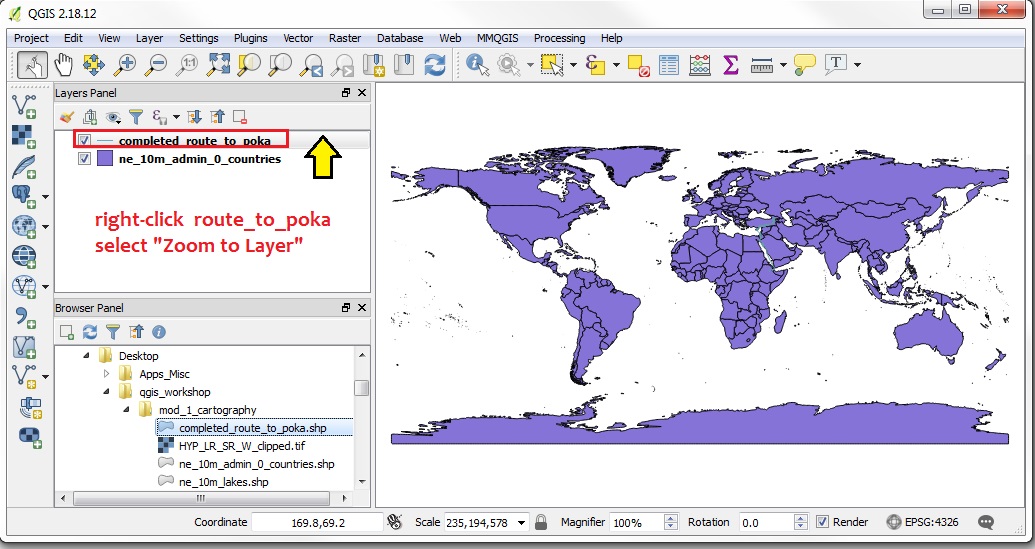 QGIS 2.18.12
Project Edit View Layer Settings Plugins Vector Raster Database Web MMQGIS Processing Help
1:1
T
Layers Panel
completed_route_to_poka
ne_10m_admin_0_countries
right-click route_to_poka
select "Zoom to Layer"
Browser Panel
Desktop
Apps_Misc
qgis_workshop
mod_1_cartography
completed_route_to_poka.shp
HYP_LR_SR_W_clipped.tif
ne_10m_admin_0_countries.shp
ne_10m_lakes.shp
Coordinate 169.8,69.2 Scale 235,194,578 Magnifier 100% Rotation 0.0 Render EPSG:4326